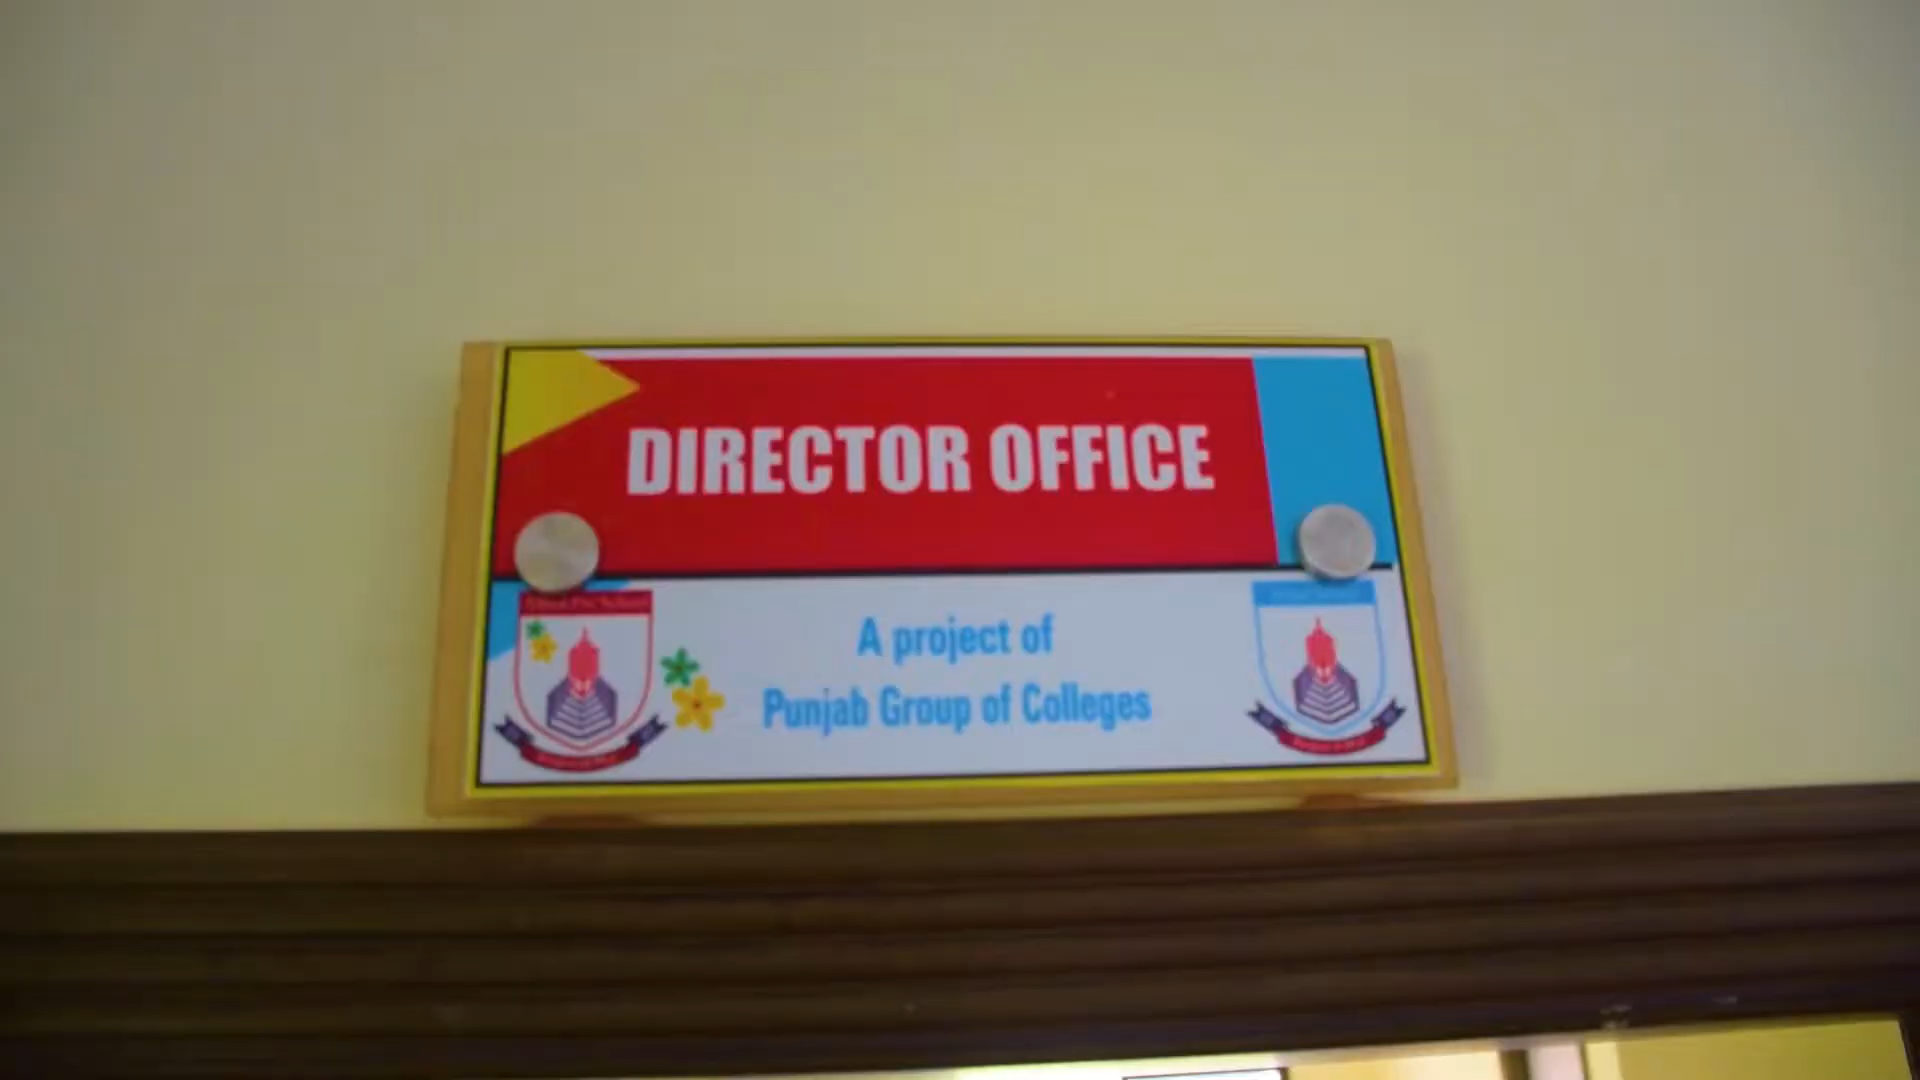 DIRECTOR OFFICE
A project of
Punjab Group of Colleges